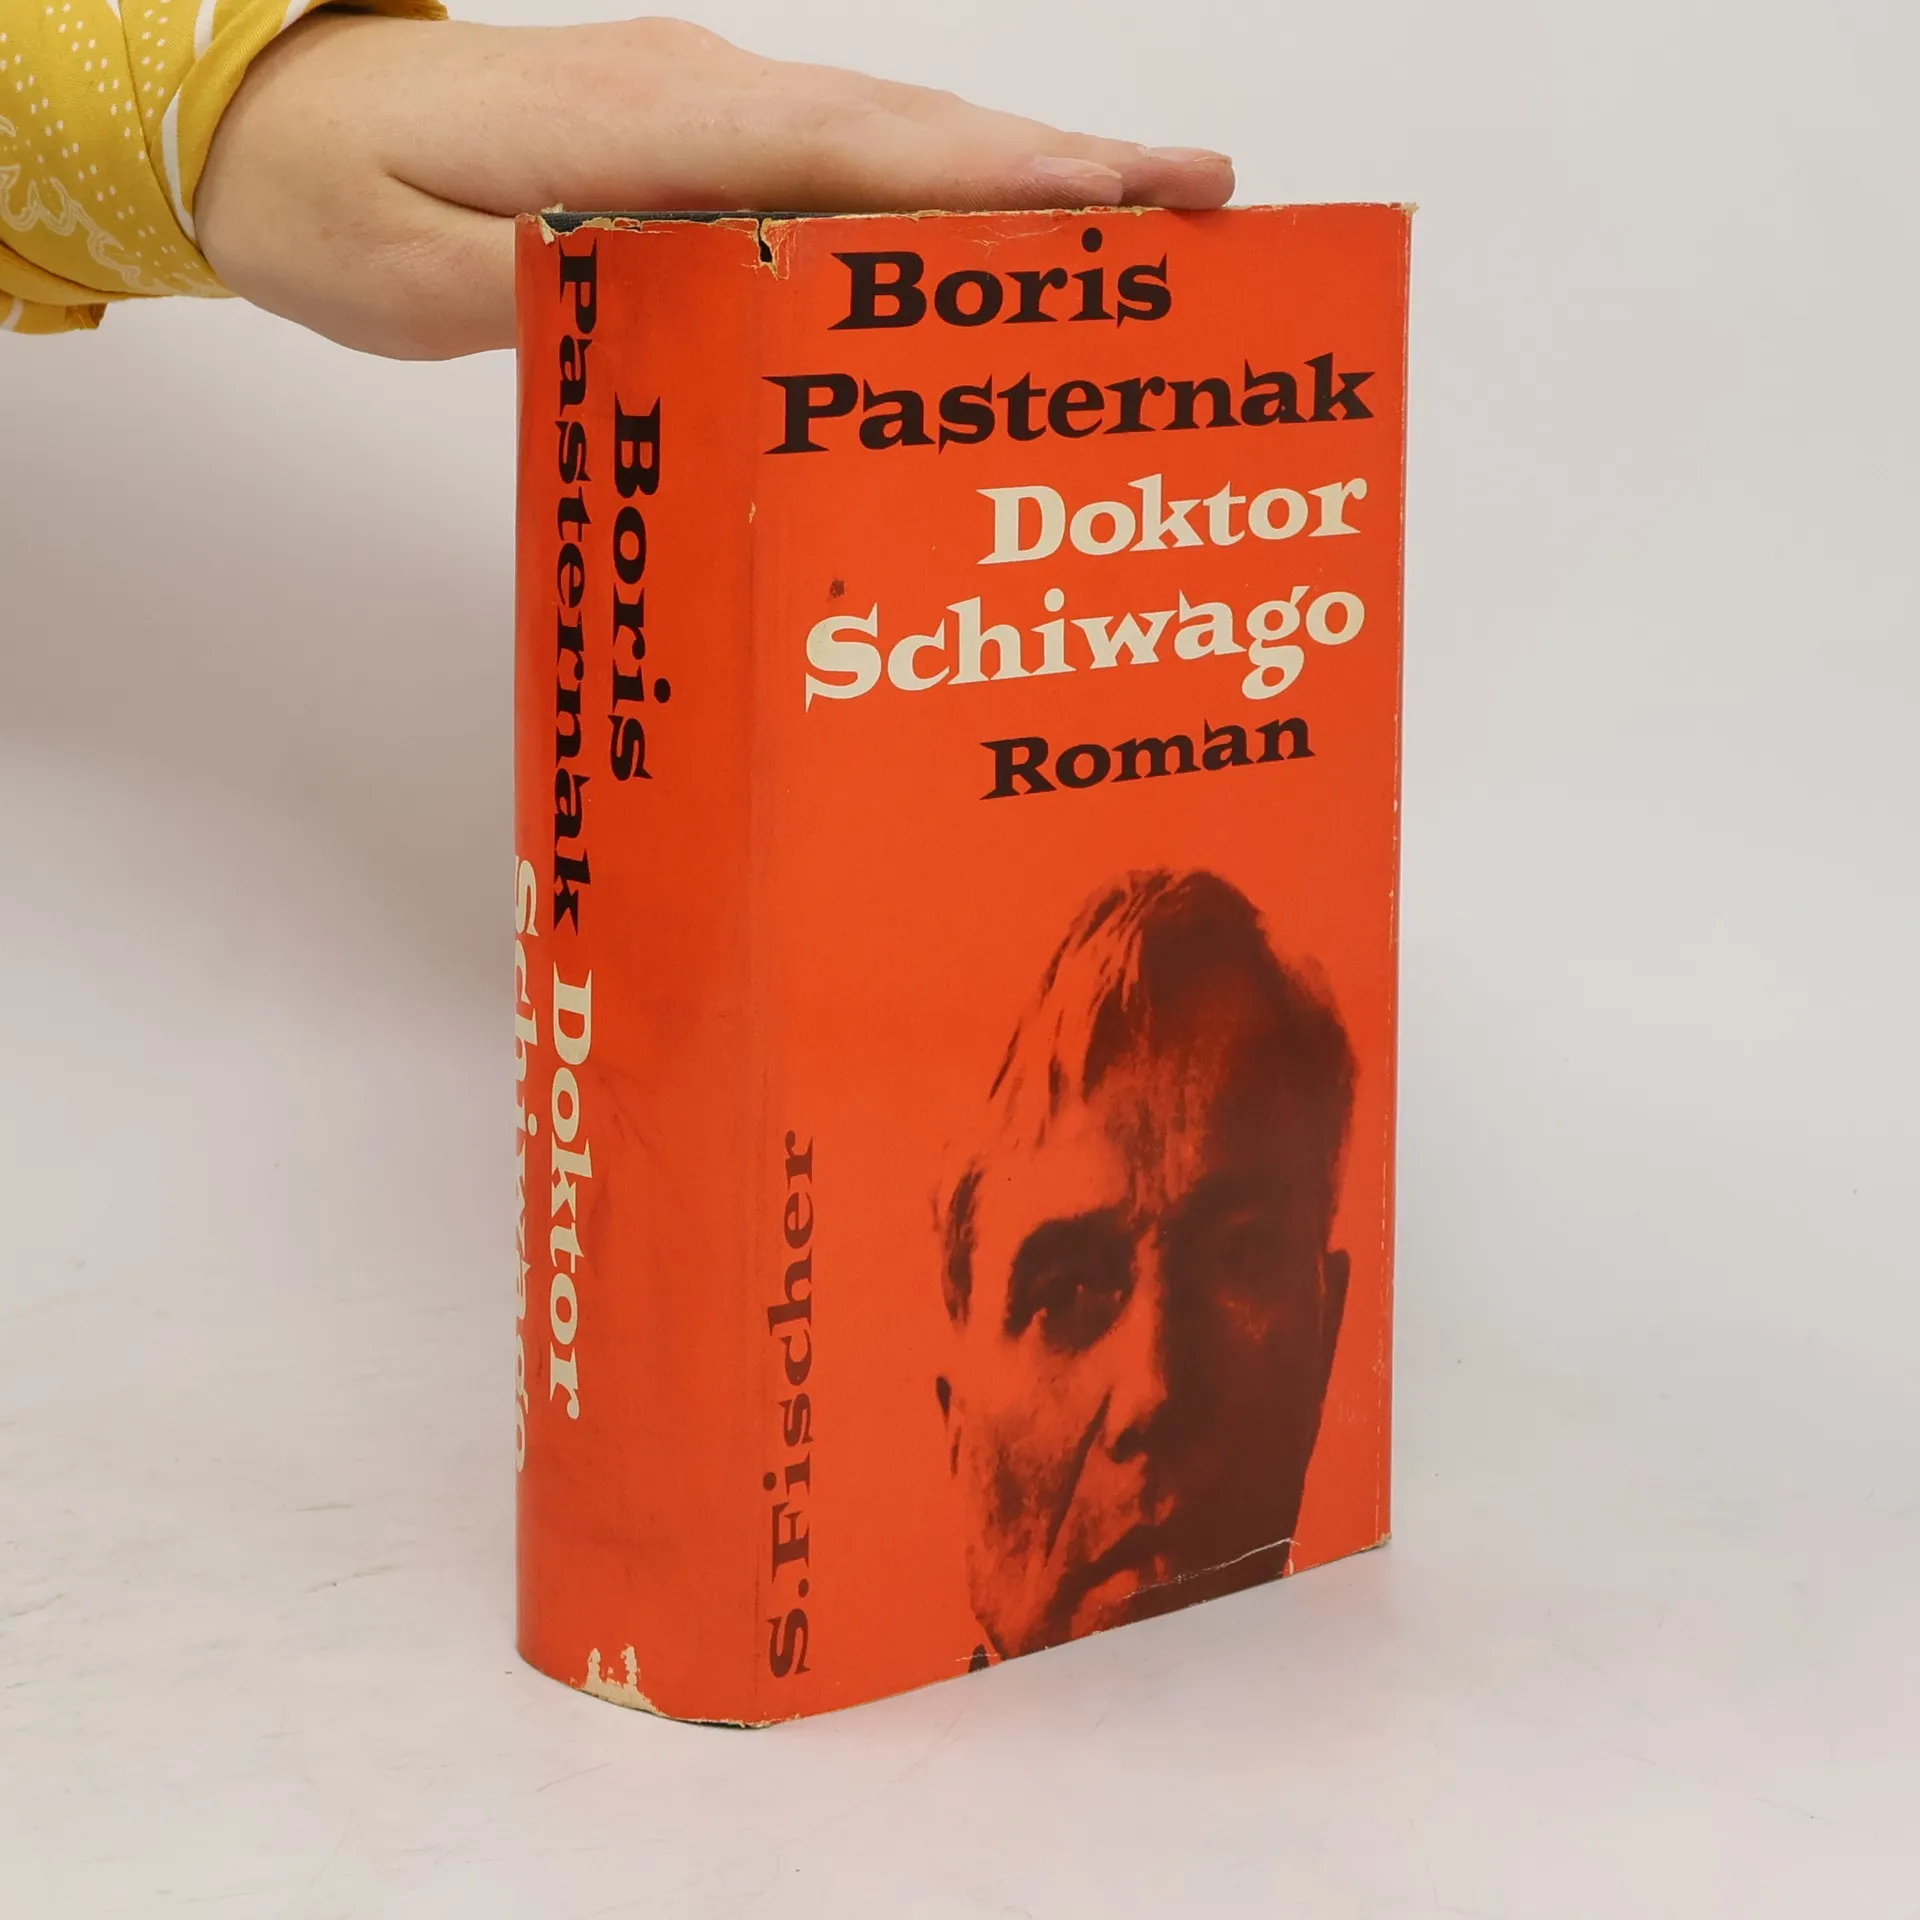 Boris
Pasternak
Doktor
Schiwago
Roman
S.Fischer
Boris
Pasternak
Doktor
Schiwago